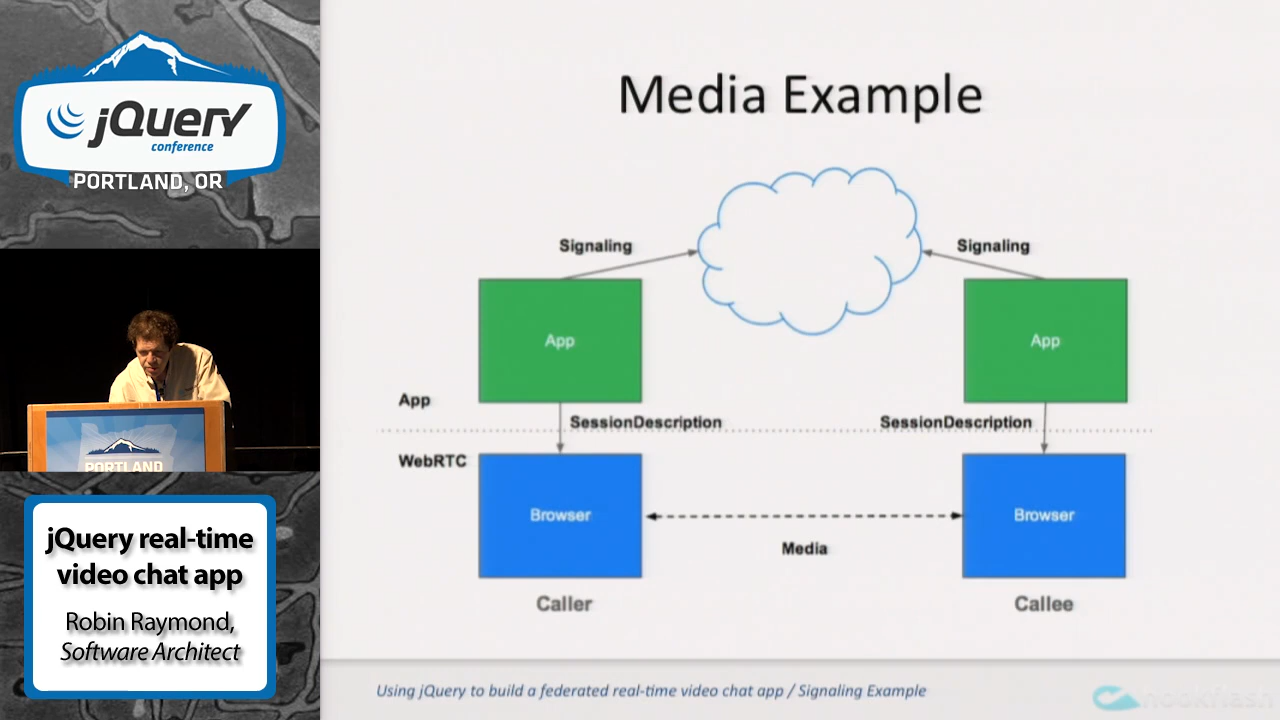 jQuery
conference
PORTLAND, OR
PORTLAND
jQuery real-time
video chat app
Robin Raymond,
Software Architect
Media Example
Signaling
Signaling
App
App
App
SessionDescription
SessionDescription
WebRTC
Browser
Browser
Media
Caller
Callee
Using jQuery to build a federated real-time video chat app / Signaling Example
hookflash